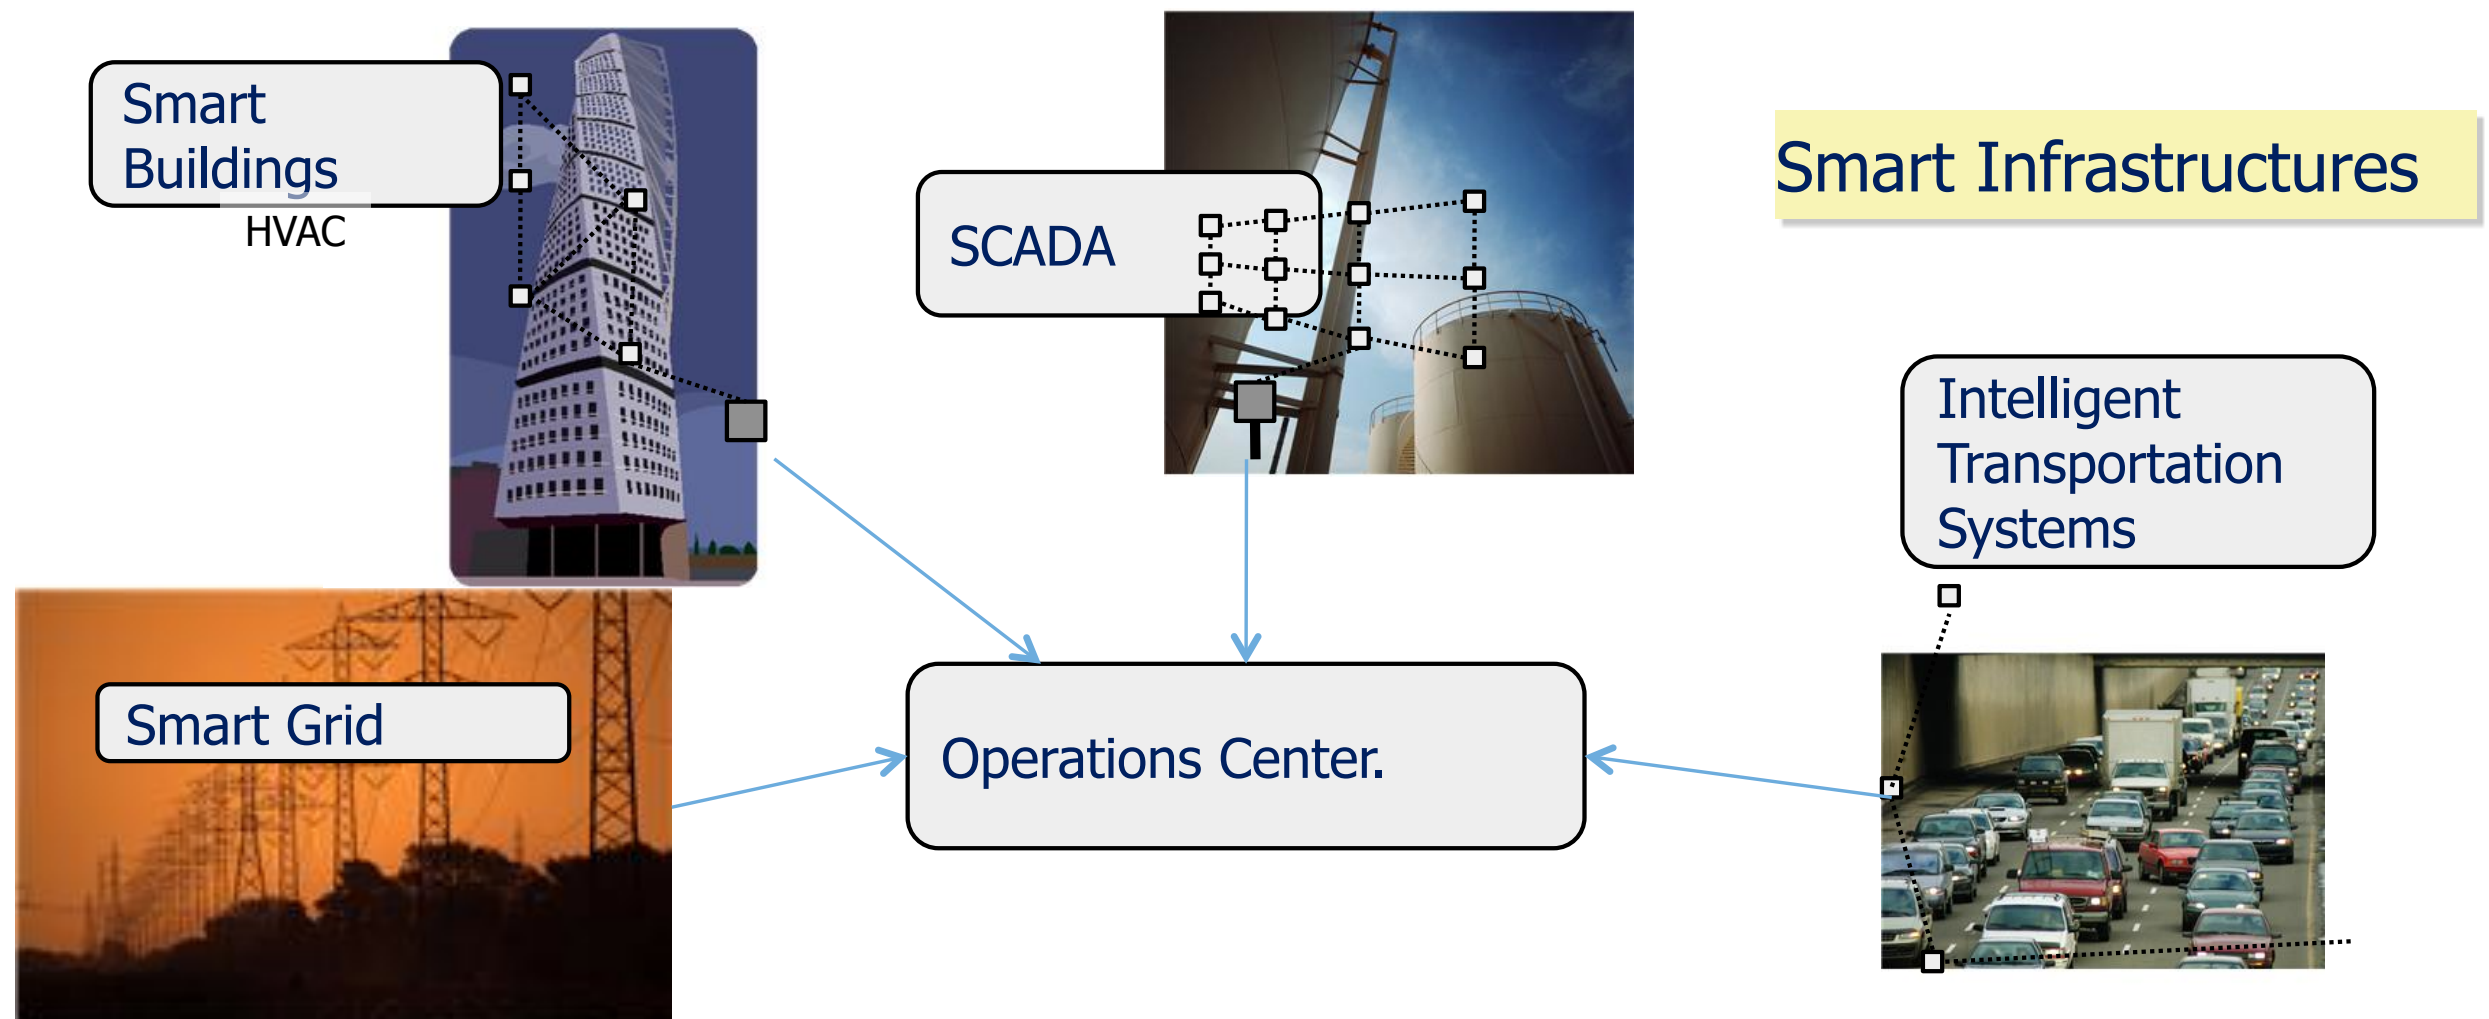 Smart
Buildings
HVAC
SCADA
Smart Infrastructures
Intelligent
Transportation
Systems
Smart Grid
Operations Center.